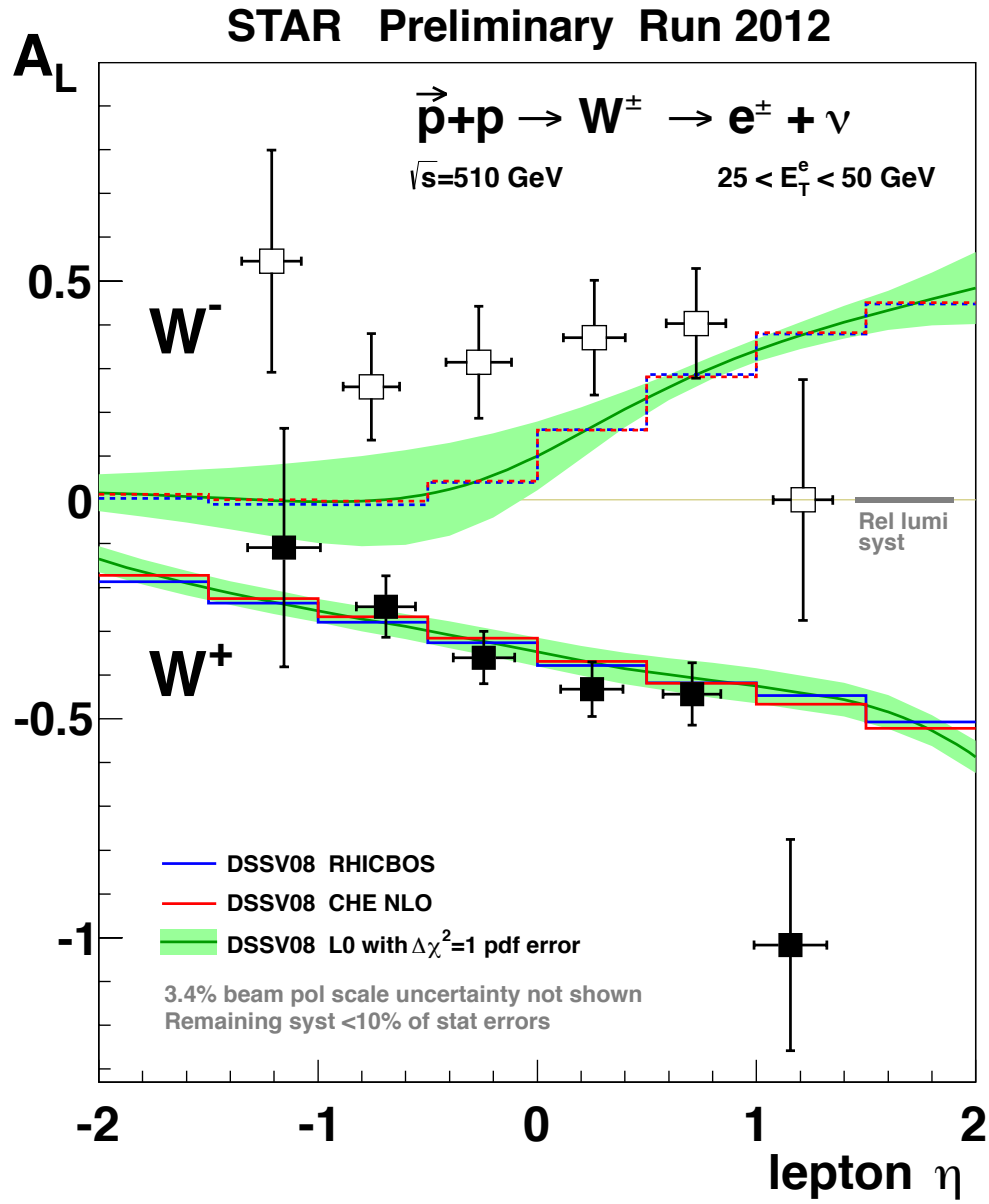 STAR Preliminary Run 2012
A_L
p⃗+p → W± → e± + ν
√s=510 GeV
25 < E_T^e < 50 GeV
0.5
W-
0
Rel lumi
syst
W+
-0.5
DSSV08 RHICBOS
DSSV08 CHE NLO
-1
DSSV08 L0 with Δχ²=1 pdf error
3.4% beam pol scale uncertainty not shown
Remaining syst <10% of stat errors
-2 -1 0 1 2
lepton η